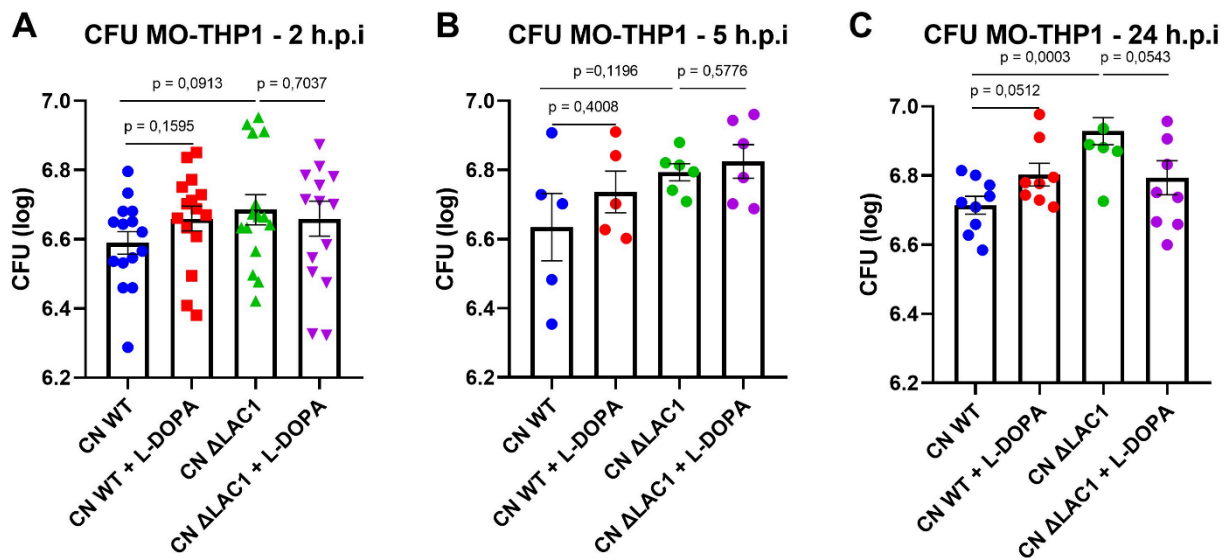 A
CFU MO-THP1 - 2 h.p.i
p = 0,0913
p = 0,7037
p = 0,1595
CFU (log)
7.0
6.8
6.6
6.4
6.2
CN WT
CN WT + L-DOPA
CN ΔLAC1
CN ΔLAC1 + L-DOPA
B
CFU MO-THP1 - 5 h.p.i
p =0,1196
p = 0,5776
p = 0,4008
CFU (log)
7.0
6.8
6.6
6.4
6.2
CN WT
CN WT + L-DOPA
CN ΔLAC1
CN ΔLAC1 + L-DOPA
C
CFU MO-THP1 - 24 h.p.i
p = 0,0003
p =0,0543
p = 0,0512
CFU (log)
7.0
6.8
6.6
6.4
6.2
CN WT
CN WT + L-DOPA
CN ΔLAC1
CN ΔLAC1 + L-DOPA